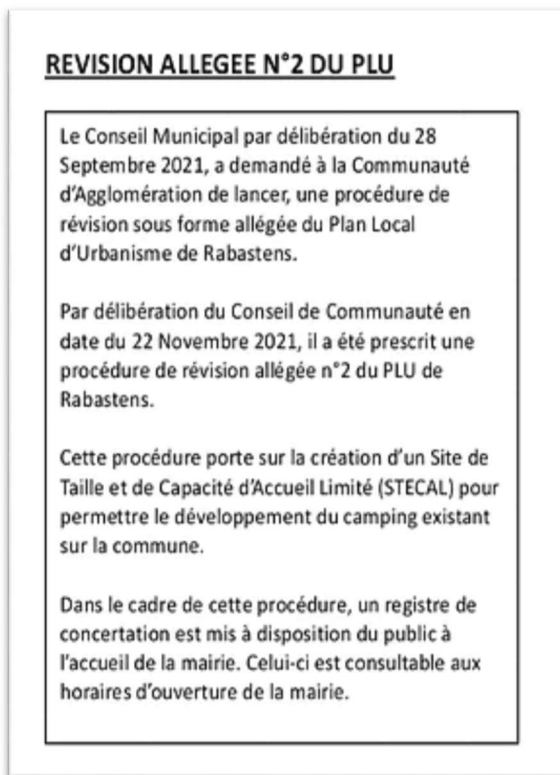 REVISION ALLEGEE N°2 DU PLU
Le Conseil Municipal par délibération du 28
Septembre 2021, a demandé à la Communauté
d'Agglomération de lancer, une procédure de
révision sous forme allégée du Plan Local
d'Urbanisme de Rabastens.
Par délibération du Conseil de Communauté en
date du 22 Novembre 2021, il a été prescrit une
procédure de révision allégée n°2 du PLU de
Rabastens.
Cette procédure porte sur la création d'un Site de
Taille et de Capacité d'Accueil Limité (STECAL) pour
permettre le développement du camping existant
sur la commune.
Dans le cadre de cette procédure, un registre de
concertation est mis à disposition du public à
l'accueil de la mairie. Celui-ci est consultable aux
horaires d'ouverture de la mairie.